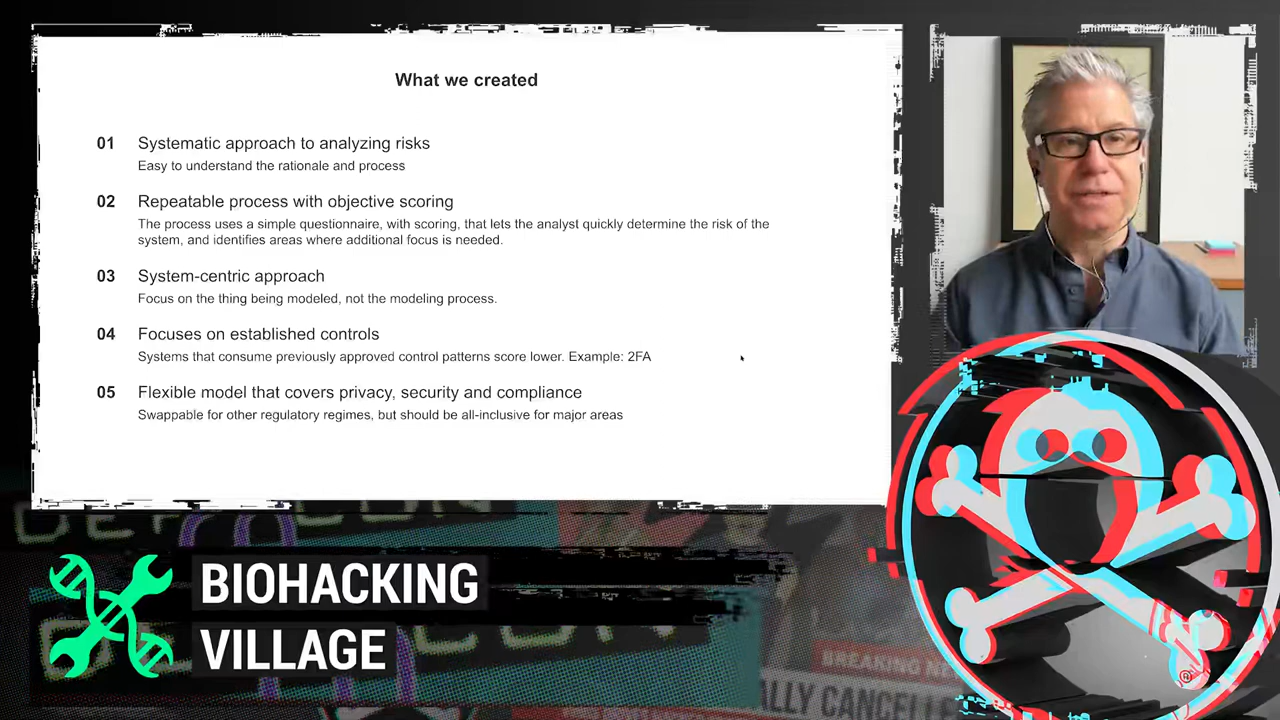 What we created
01 Systematic approach to analyzing risks
Easy to understand the rationale and process
02 Repeatable process with objective scoring
The process uses a simple questionnaire, with scoring, that lets the analyst quickly determine the risk of the
system, and identifies areas where additional focus is needed.
03 System-centric approach
Focus on the thing being modeled, not the modeling process.
04 Focuses on established controls
Systems that consume previously approved control patterns score lower. Example: 2FA
05 Flexible model that covers privacy, security and compliance
Swappable for other regulatory regimes, but should be all-inclusive for major areas
BIOHACKING
VILLAGE
BREAKING NE
ALLY CANCELLE
®